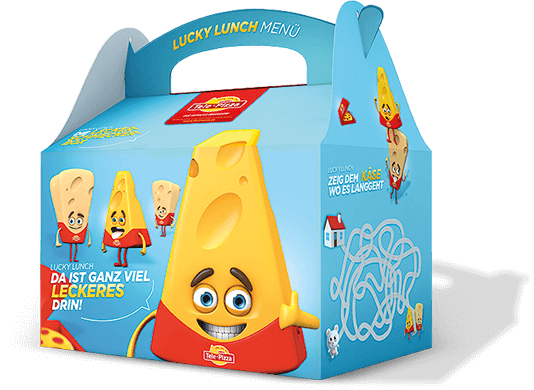 LUCKY LUNCH MENÜ
Tele-Pizza
LUCKY LUNCH
DA IST GANZ VIEL
LECKERES
DRIN!
Tele-Pizza
LUCKY LUNCH
ZEIG DEM KÄSE
WO ES LANGGEHT